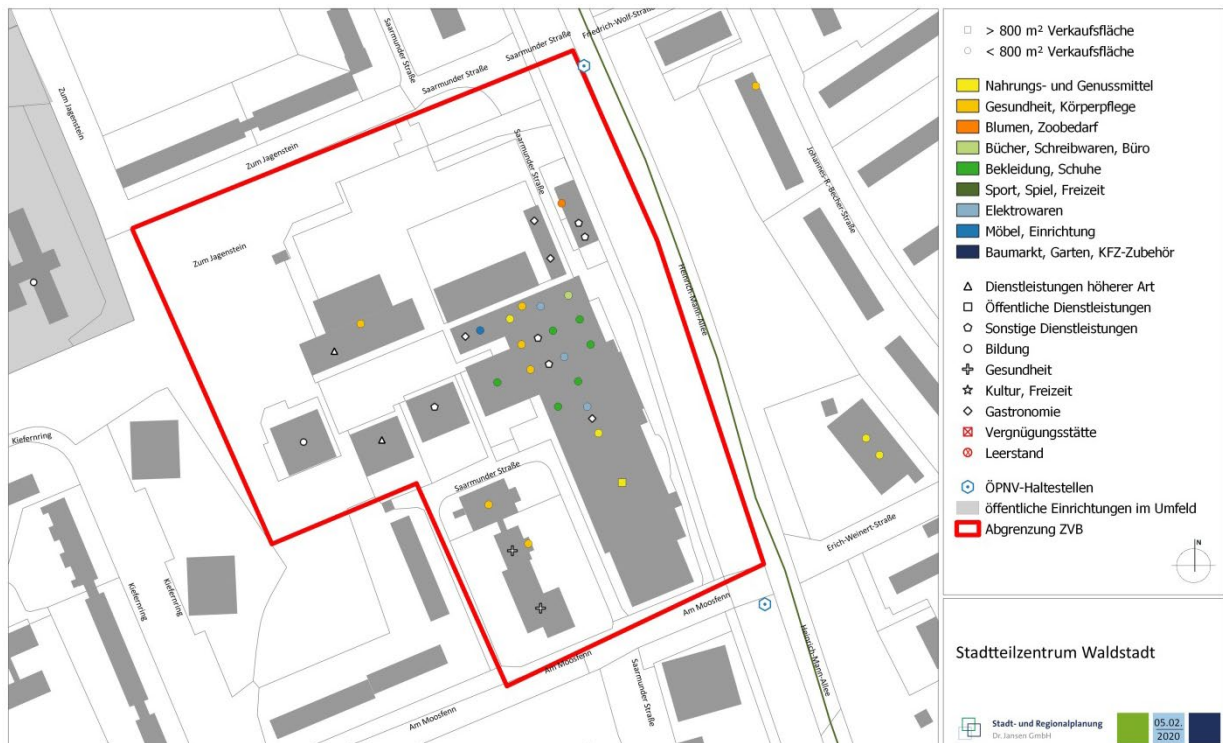 Friedrich-Wolf-Straße
Saarmunder Straße
Saarmunder Straße
Saarmunder Straße
Zum Jagenstein
Zum Jagenstein
Saarmunder Straße
Johannes-R.-Becher-Straße
Zum Jagenstein
Heinrich-Mann-Allee
Kiefernring
Saarmunder Straße
Erich-Weinert-Straße
Kiefernring
Kiefernring
Am Moosfenn
Am Moosfenn
Am Moosfenn
Saarmunder Straße
Heinrich-Mann-Allee
> 800 m² Verkaufsfläche
< 800 m² Verkaufsfläche
Nahrungs- und Genussmittel
Gesundheit, Körperpflege
Blumen, Zoobedarf
Bücher, Schreibwaren, Büro
Bekleidung, Schuhe
Sport, Spiel, Freizeit
Elektrowaren
Möbel, Einrichtung
Baumarkt, Garten, KFZ-Zubehör
Dienstleistungen höherer Art
Öffentliche Dienstleistungen
Sonstige Dienstleistungen
Bildung
Gesundheit
Kultur, Freizeit
Gastronomie
Vergnügungsstätte
Leerstand
ÖPNV-Haltestellen
öffentliche Einrichtungen im Umfeld
Abgrenzung ZVB
N
Stadtteilzentrum Waldstadt
Stadt- und Regionalplanung
Dr. Jansen GmbH
05.02.
2020